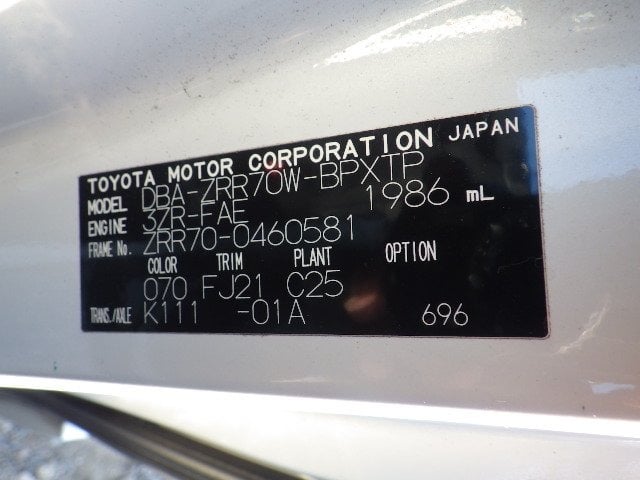 TOYOTA MOTOR CORPORATION JAPAN
MODEL DBA-ZRR70W-BPXTP
ENGINE 3ZR-FAE 1986 mL
FRAME No. ZRR70-0460581
COLOR TRIM PLANT OPTION
070 FJ21 C25
TRANS./AXLE K111 -01A 696